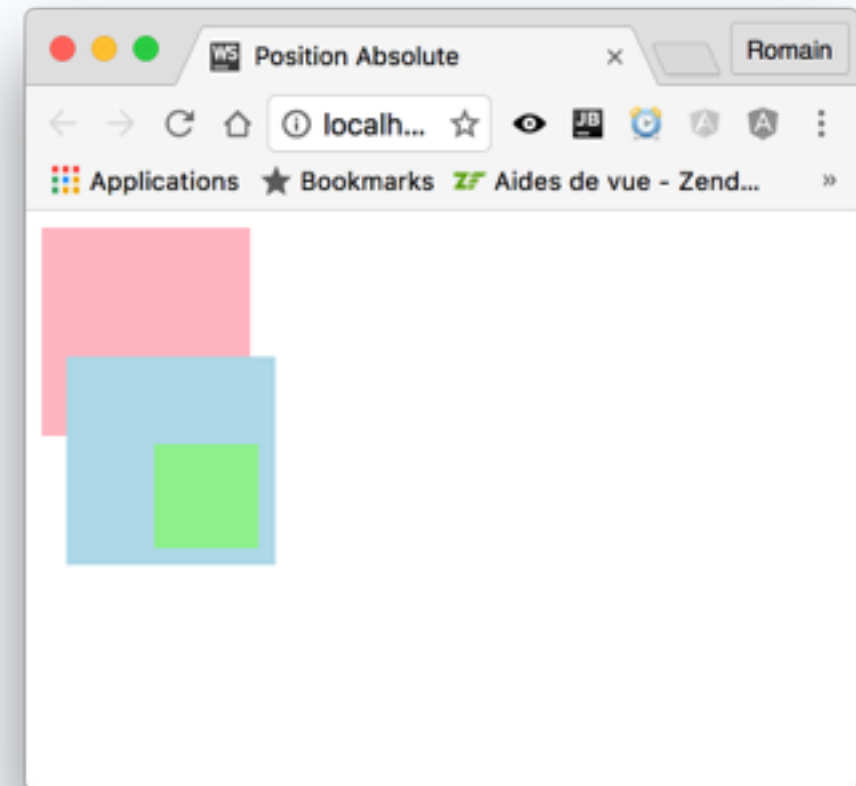 WS Position Absolute × Romain
localh... JB A A
Applications Bookmarks ZF Aides de vue - Zend... »